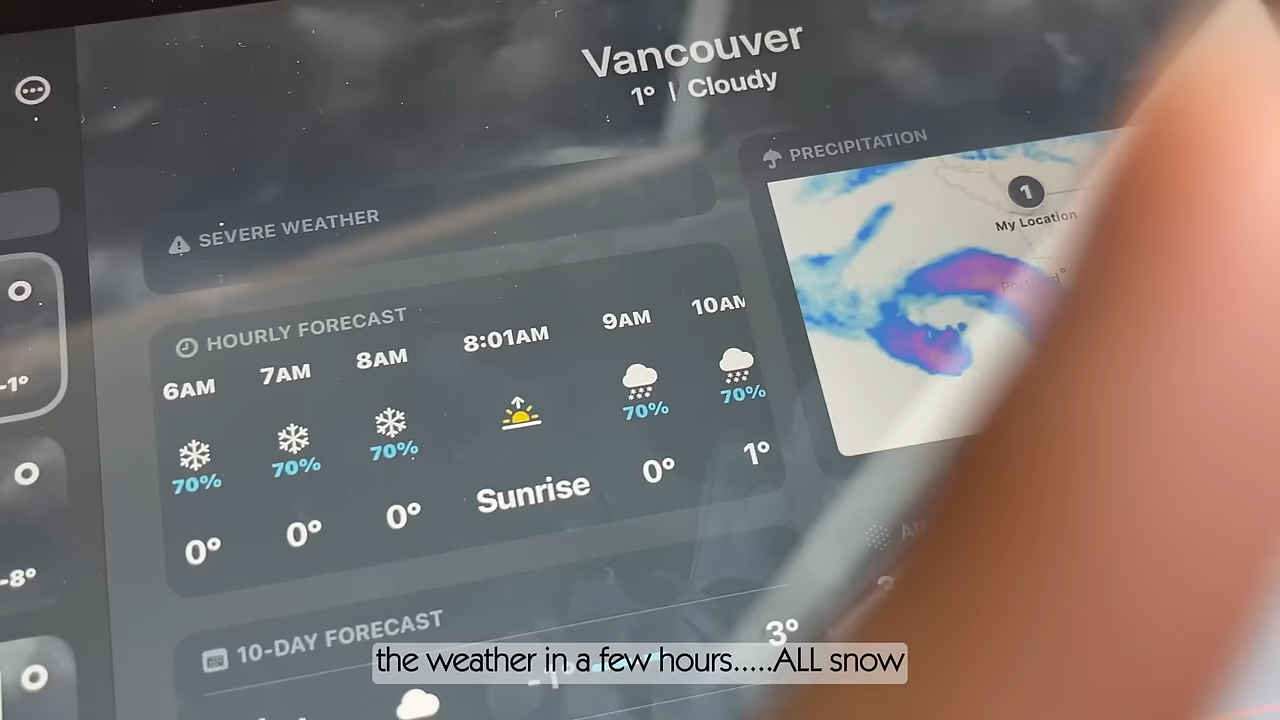 Vancouver
1° | Cloudy
PRECIPITATION
1
My Location
SEVERE WEATHER
HOURLY FORECAST
6AM 7AM 8AM 8:01AM 9AM 10AM
70% 70% 70% 70% 70%
0° 0° 0° Sunrise 0° 1°
-1°
-8°
10-DAY FORECAST
-1° 3°
the weather in a few hours.....ALL snow